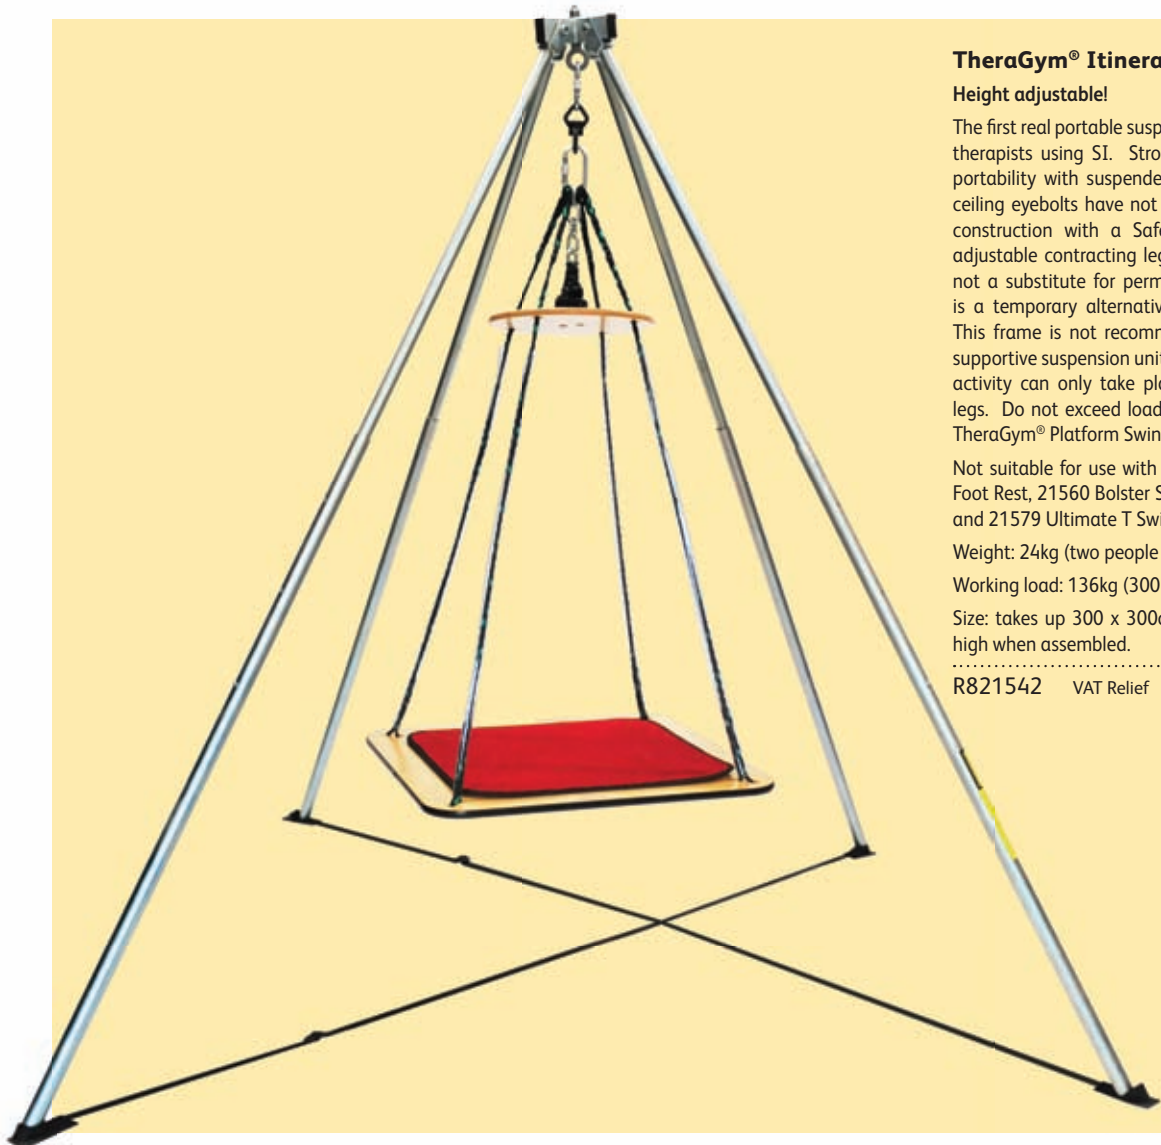 TheraGym® Itinera
Height adjustable!
The first real portable susp
therapists using SI. Stro
portability with suspende
ceiling eyebolts have not
construction with a Safe
adjustable contracting leg
not a substitute for perm
is a temporary alternativ
This frame is not recomm
supportive suspension unit
activity can only take pla
legs. Do not exceed load
TheraGym® Platform Swin
Not suitable for use with
Foot Rest, 21560 Bolster S
and 21579 Ultimate T Swi
Weight: 24kg (two people
Working load: 136kg (300
Size: takes up 300 x 300c
high when assembled.
R821542 VAT Relief